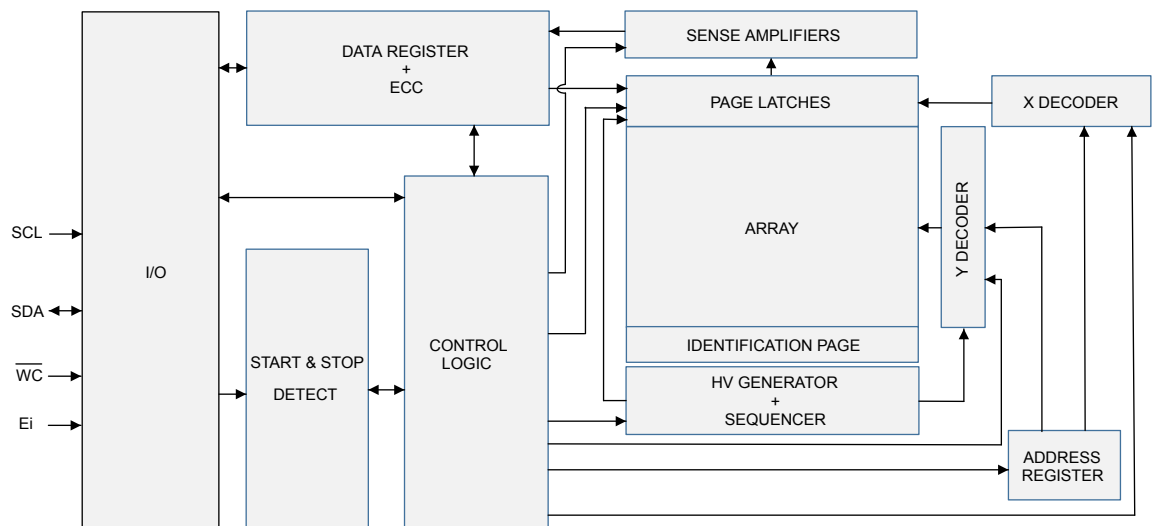 DATA REGISTER
+
ECC
SENSE AMPLIFIERS
PAGE LATCHES
X DECODER
ARRAY
Y DECODER
IDENTIFICATION PAGE
HV GENERATOR
+
SEQUENCER
ADDRESS
REGISTER
SCL
SDA
W̅C̅
Ei
I/O
START & STOP
DETECT
CONTROL
LOGIC